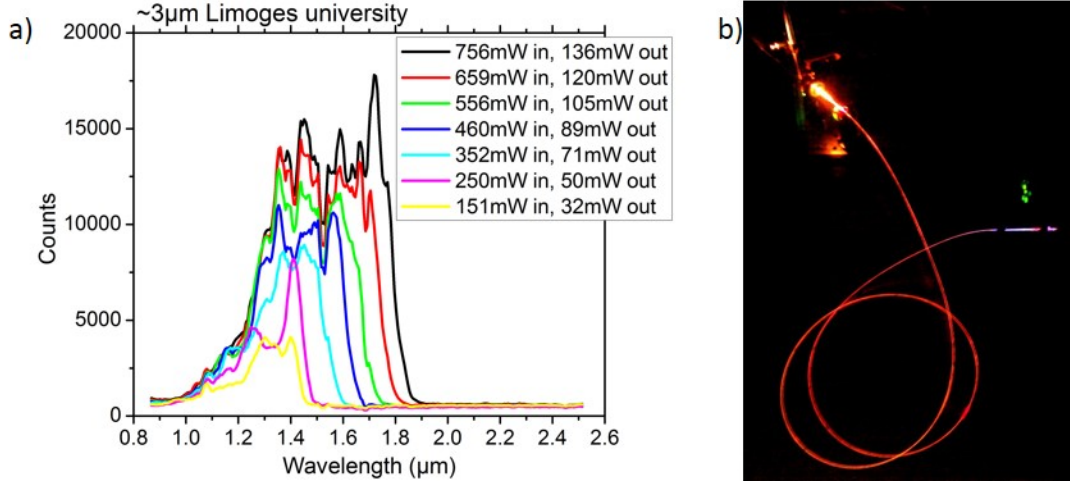 a)
~3μm Limoges university
20000
15000
10000
5000
0
Counts
756mW in, 136mW out
659mW in, 120mW out
556mW in, 105mW out
460mW in, 89mW out
352mW in, 71mW out
250mW in, 50mW out
151mW in, 32mW out
0.8 1.0 1.2 1.4 1.6 1.8 2.0 2.2 2.4 2.6
Wavelength (μm)
b)